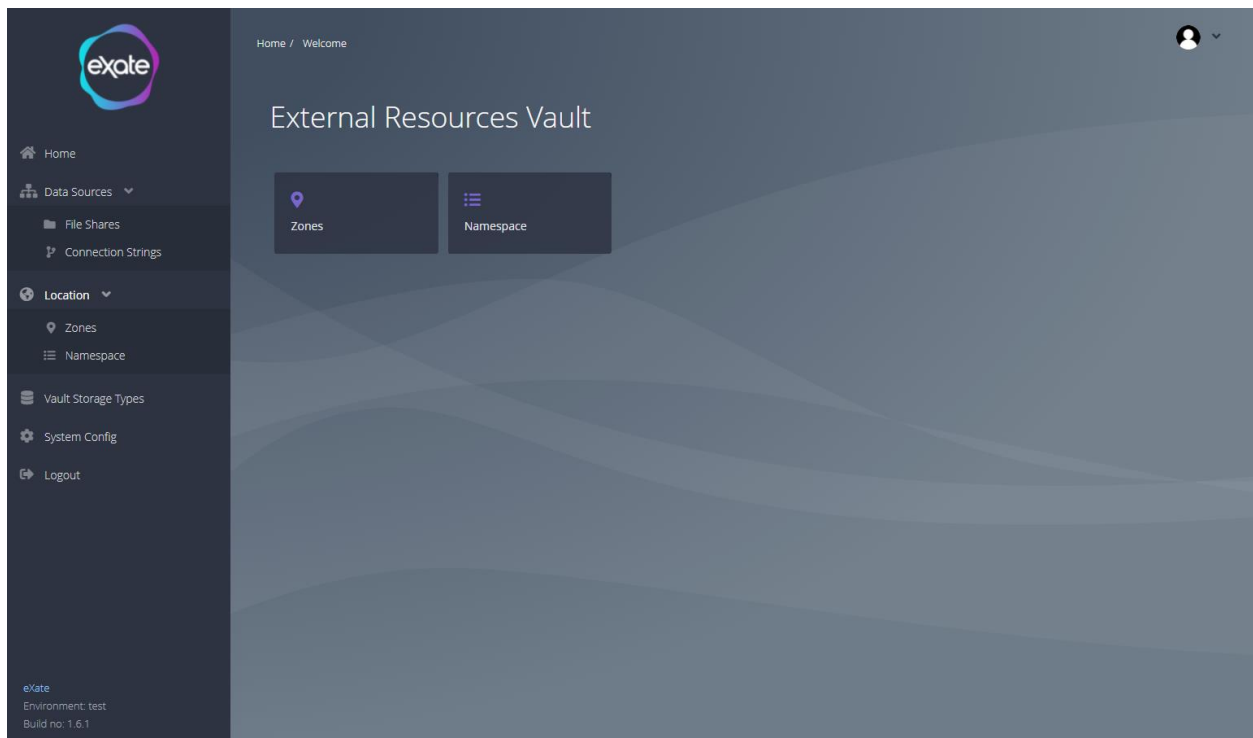 exate
Home
Data Sources
File Shares
Connection Strings
Location
Zones
Namespace
Vault Storage Types
System Config
Logout
eXate
Environment: test
Build no: 1.6.1
Home / Welcome
External Resources Vault
Zones
Namespace